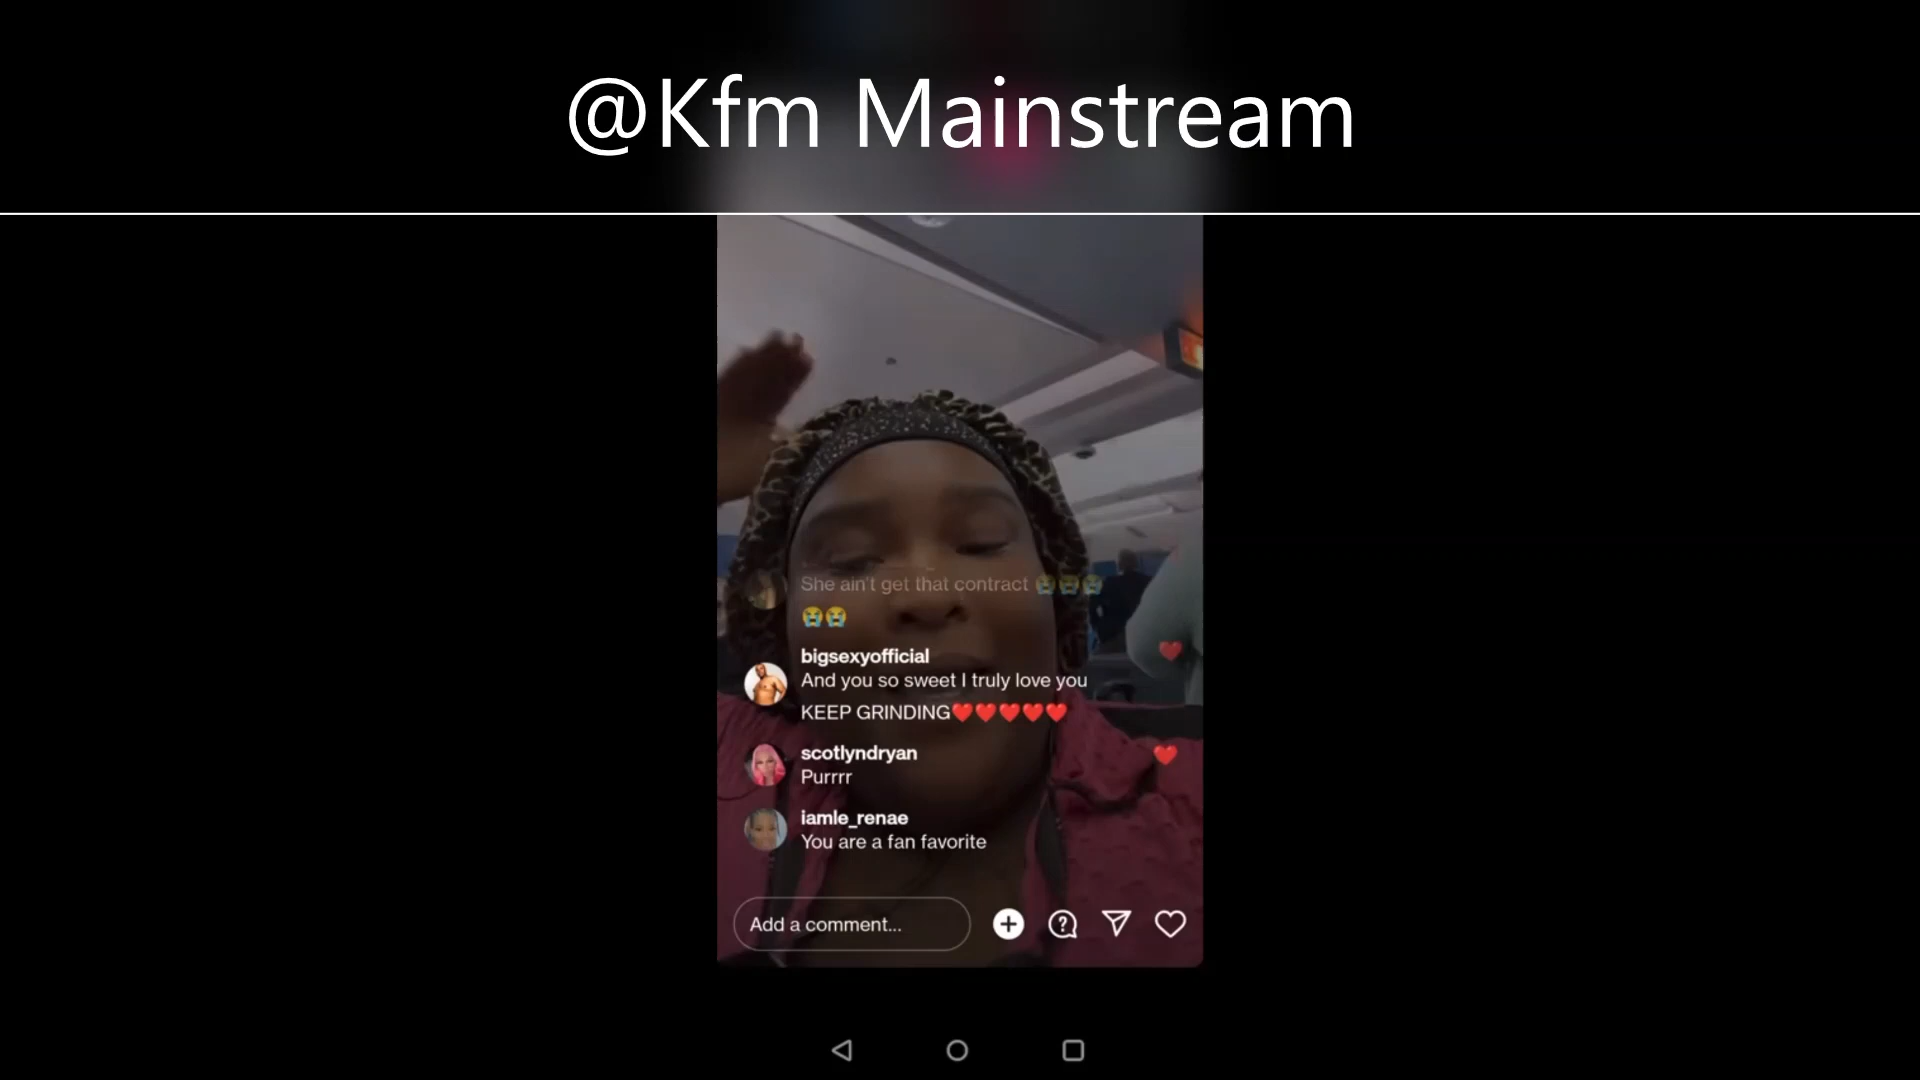 @Kfm Mainstream
She ain't get that contract 😭😭😭
😭😭
bigsexyofficial
And you so sweet I truly love you
KEEP GRINDING❤️❤️❤️❤️❤️
scotlyndryan
Purrrr
iamle_renae
You are a fan favorite
Add a comment...